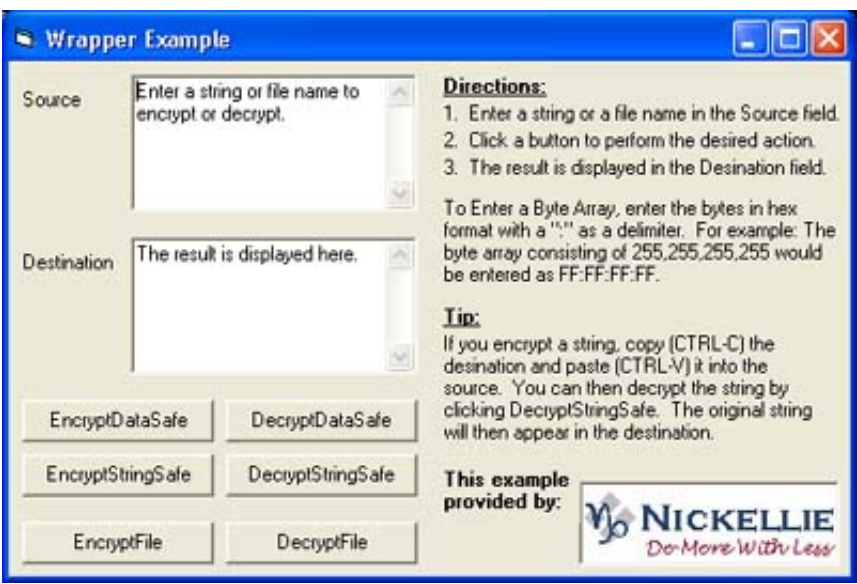 Wrapper Example
Source
Enter a string or file name to
encrypt or decrypt.
Destination
The result is displayed here.
EncryptDataSafe
DecryptDataSafe
EncryptStringSafe
DecryptStringSafe
EncryptFile
DecryptFile
Directions:
1. Enter a string or a file name in the Source field.
2. Click a button to perform the desired action.
3. The result is displayed in the Desination field.
To Enter a Byte Array, enter the bytes in hex
format with a ":" as a delimiter. For example: The
byte array consisting of 255,255,255,255 would
be entered as FF:FF:FF:FF.
Tip:
If you encrypt a string, copy (CTRL-C) the
desination and paste (CTRL-V) it into the
source. You can then decrypt the string by
clicking DecryptStringSafe. The original string
will then appear in the destination.
This example
provided by:
NICKELLIE
Do More With Less